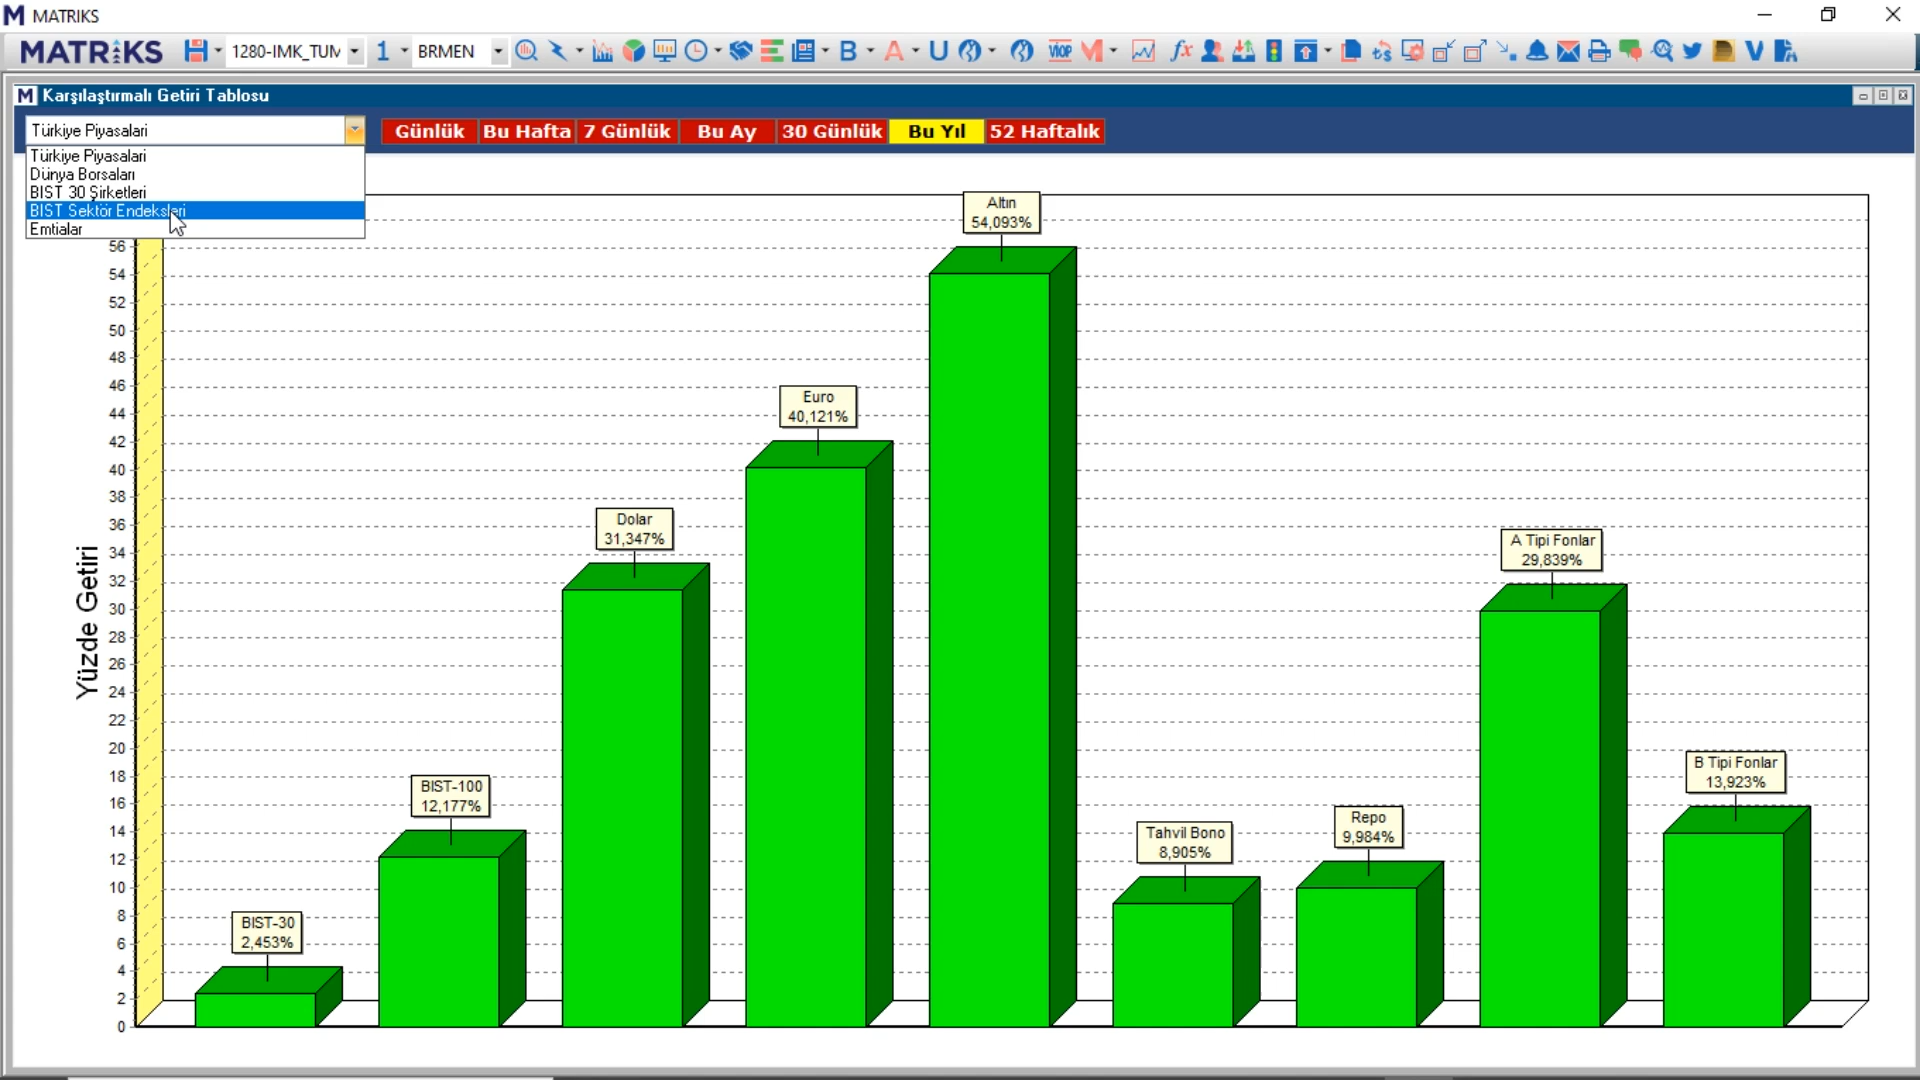 MATRIKS
MATRiKS 1280-IMK_TUM 1 BRMEN B A U VIOP fx V
Karşılaştırmalı Getiri Tablosu
Türkiye Piyasalari Günlük Bu Hafta 7 Günlük Bu Ay 30 Günlük Bu Yıl 52 Haftalık
Türkiye Piyasalari
Dünya Borsaları
BIST 30 Şirketleri
BIST Sektör Endeksleri
Emtialar
Altın
54,093%
Euro
40,121%
Dolar
31,347%
A Tipi Fonlar
29,839%
B Tipi Fonlar
13,923%
BIST-100
12,177%
Repo
9,984%
Tahvil Bono
8,905%
BIST-30
2,453%
Yüzde Getiri
56
54
52
50
48
46
44
42
40
38
36
34
32
30
28
26
24
22
20
18
16
14
12
10
8
6
4
2
0